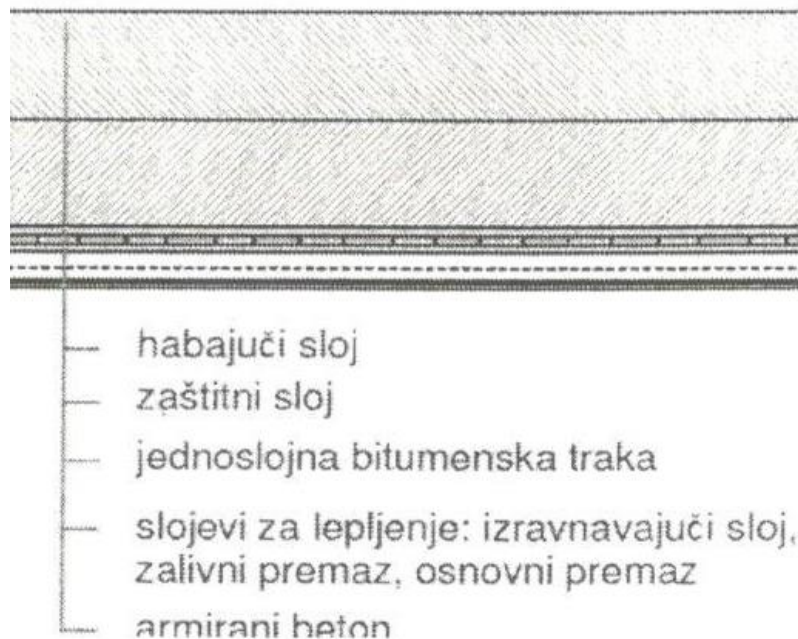 habajuči sloj
zaštitni sloj
jednoslojna bitumenska traka
slojevi za lepljenje: izravnavajuči sloj,
zalivni premaz, osnovni premaz
armirani beton